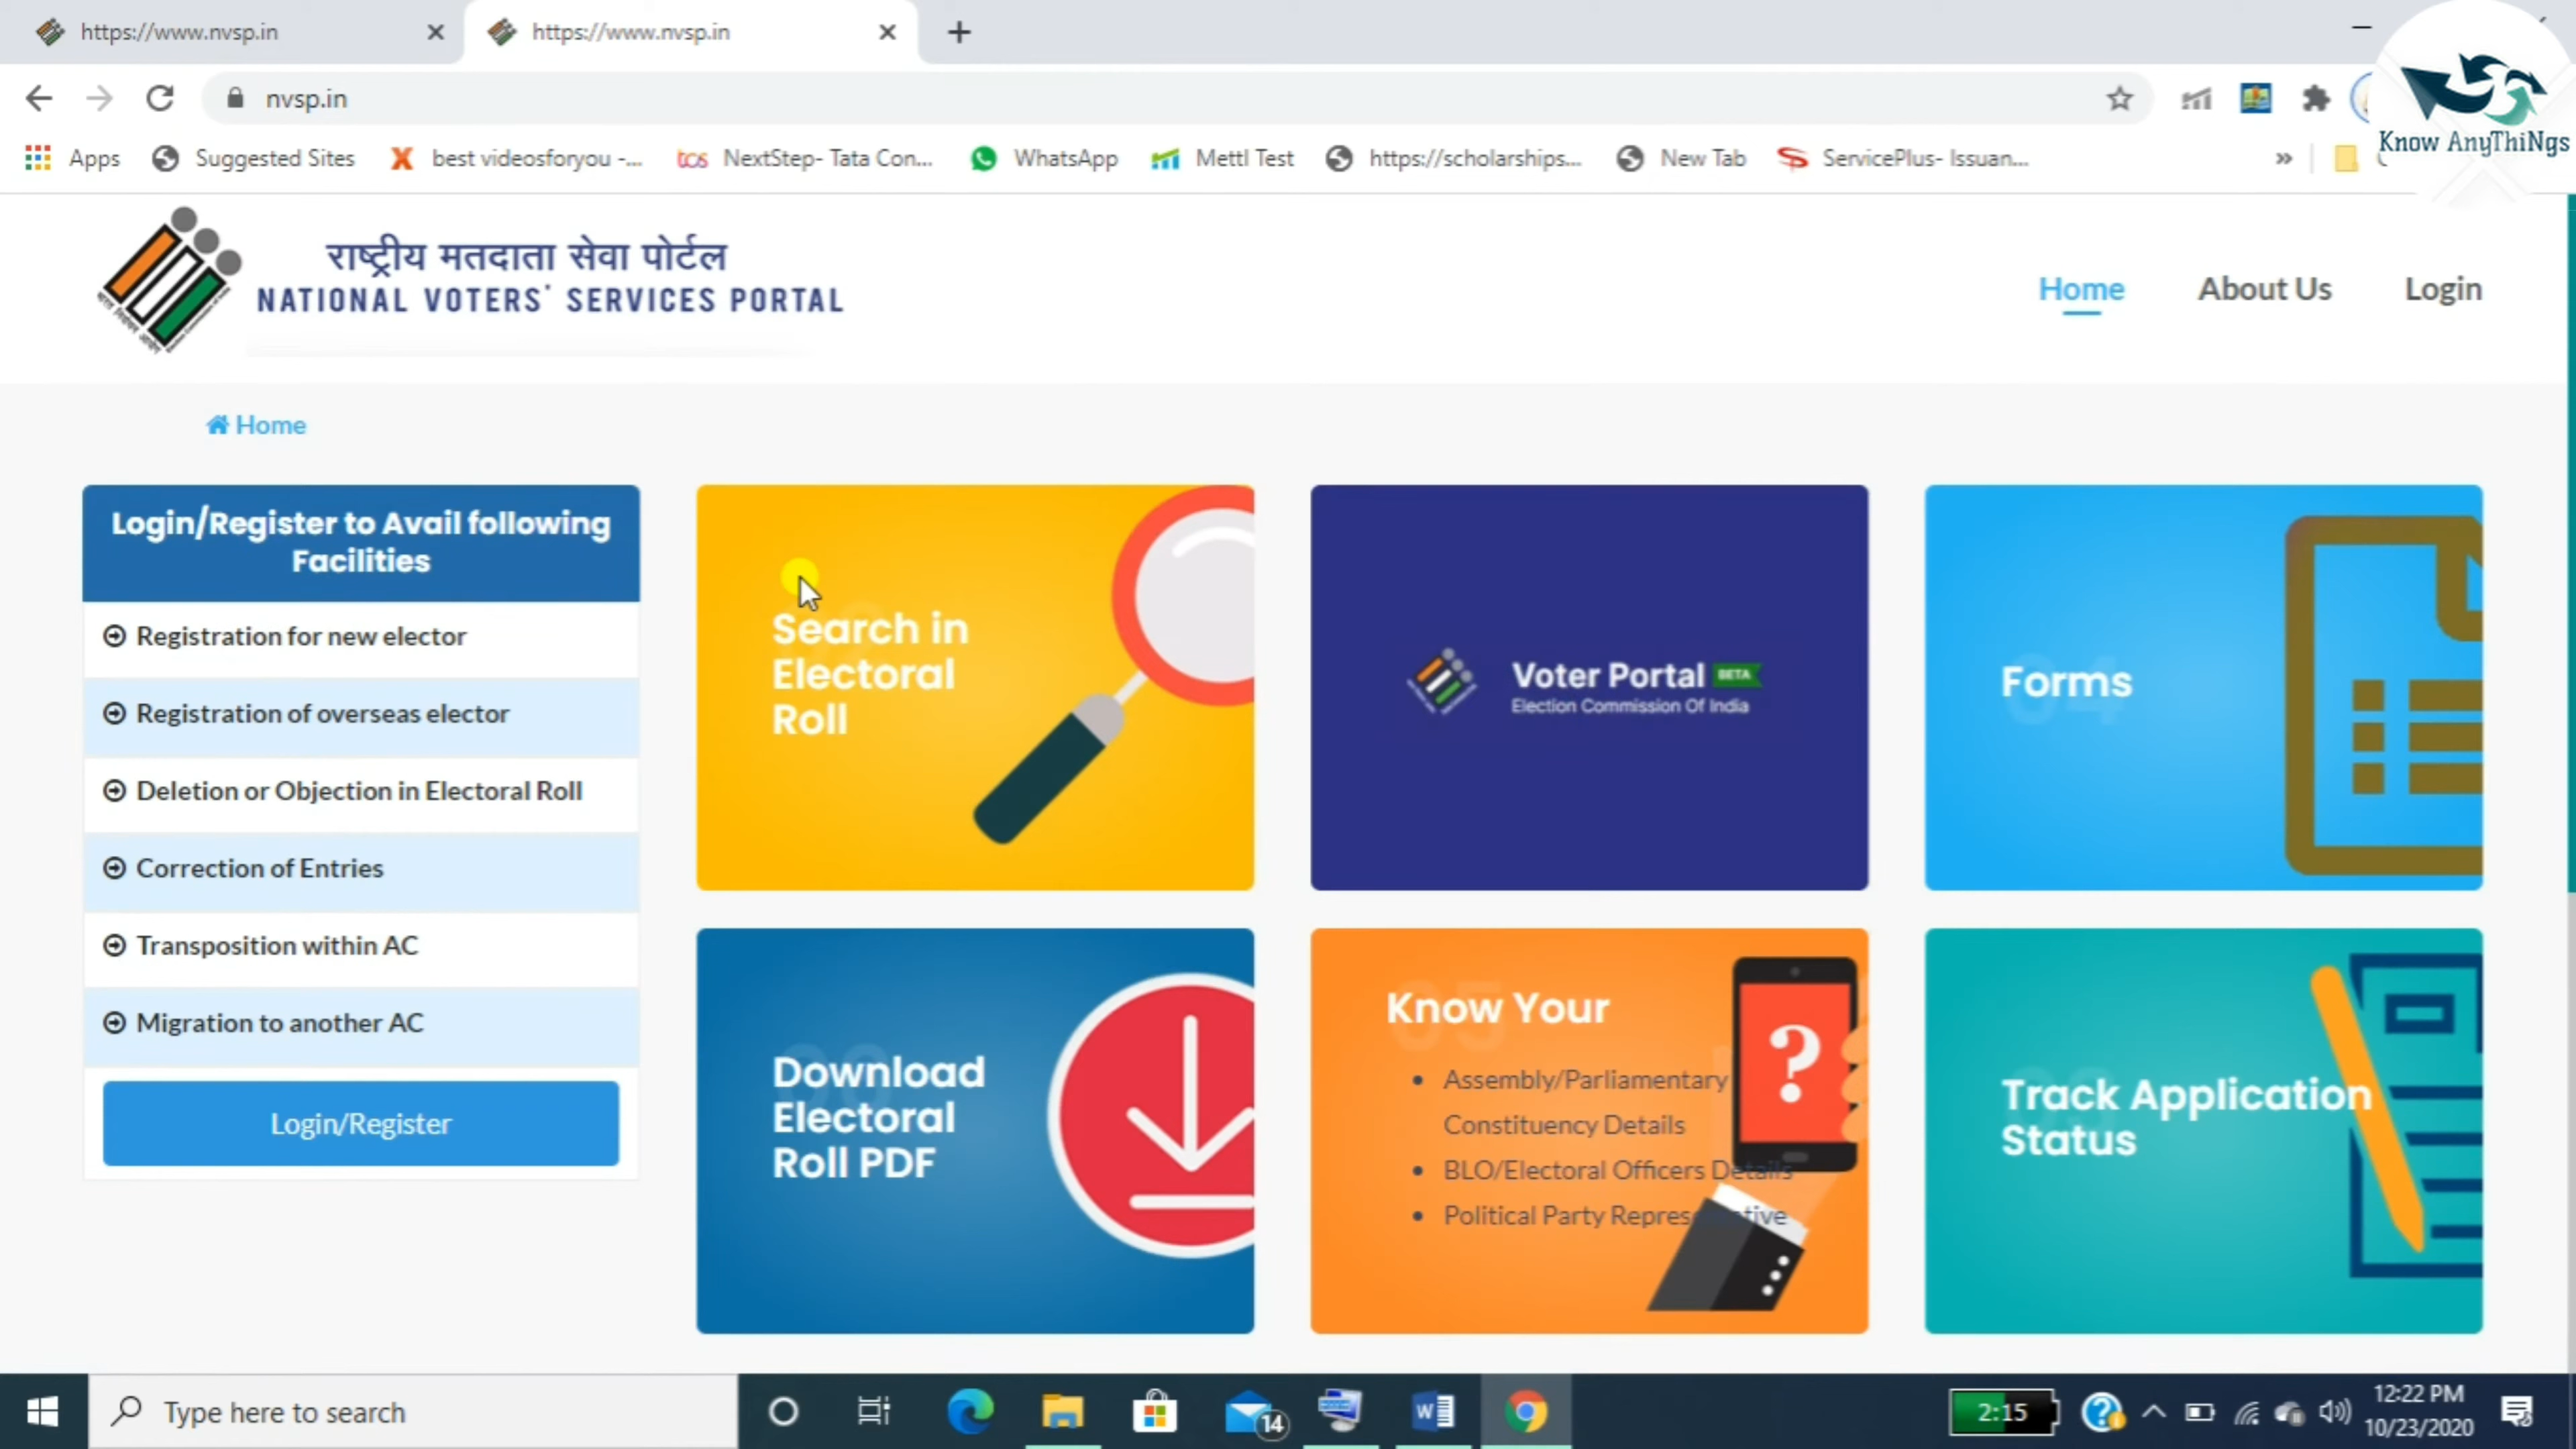 https://www.nvsp.in
https://www.nvsp.in
nvsp.in
Know AnyThiNgs
Apps
Suggested Sites
best videosforyou -...
tcs NextStep- Tata Con...
WhatsApp
Mettl Test
https://scholarships...
New Tab
ServicePlus- Issuan...
राष्ट्रीय मतदाता सेवा पोर्टल
NATIONAL VOTERS' SERVICES PORTAL
Home
About Us
Login
Home
Login/Register to Avail following
Facilities
Registration for new elector
Registration of overseas elector
Deletion or Objection in Electoral Roll
Correction of Entries
Transposition within AC
Migration to another AC
Login/Register
Search in
Electoral
Roll
Voter Portal BETA
Election Commission Of India
Forms
04
Download
Electoral
Roll PDF
Know Your
05
Assembly/Parliamentary
Constituency Details
BLO/Electoral Officers Details
Political Party
?
Track Application
Status
Type here to search
14
2:15
12:22 PM
10/23/2020